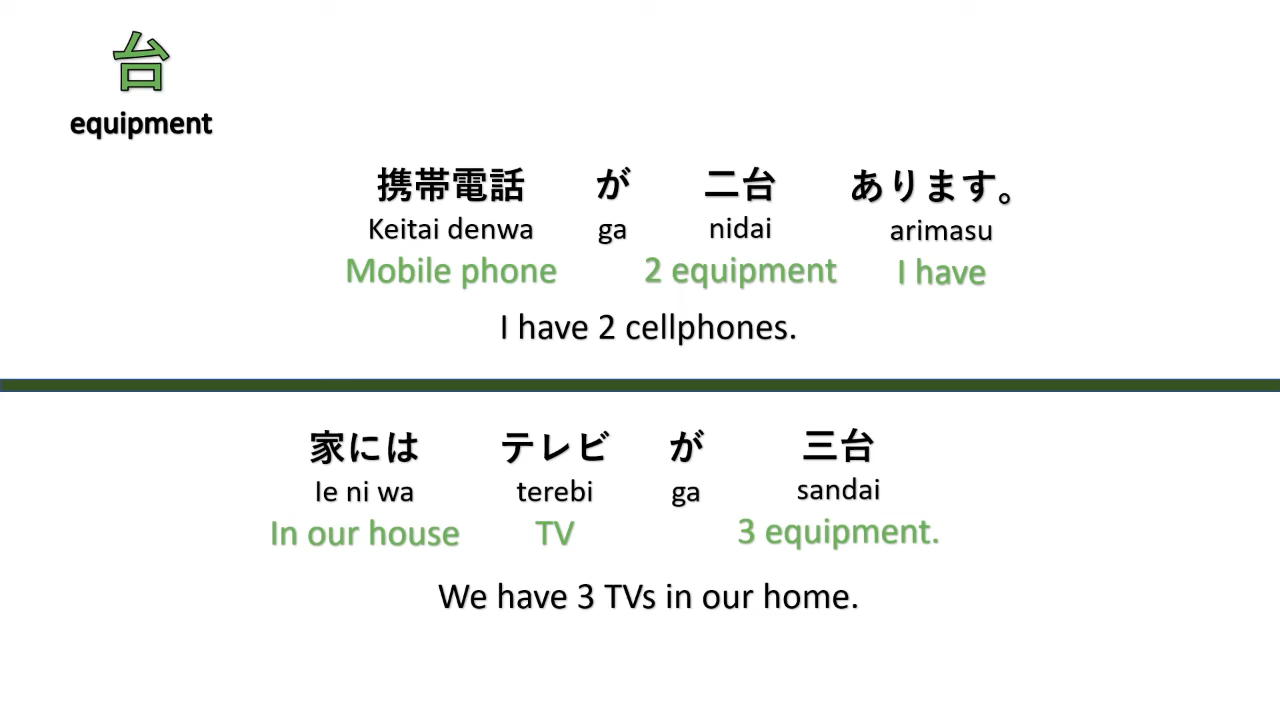 台
equipment
携帯電話 が 二台 あります。
Keitai denwa ga nidai arimasu
Mobile phone 2 equipment I have
I have 2 cellphones.
家には テレビ が 三台
Ie ni wa terebi ga sandai
In our house TV 3 equipment.
We have 3 TVs in our home.